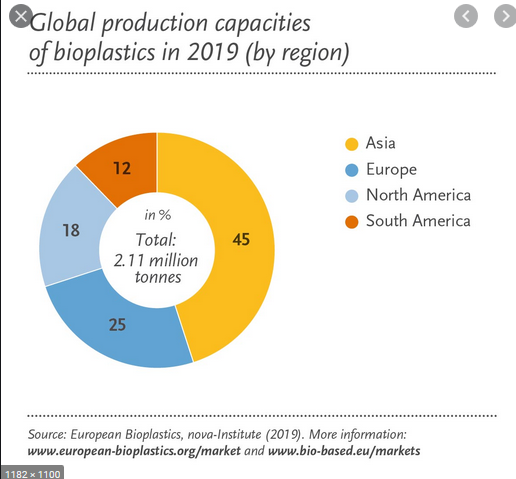 Global production capacities
of bioplastics in 2019 (by region)
Asia
Europe
North America
South America
12
18
45
25
in %
Total:
2.11 million
tonnes
Source: European Bioplastics, nova-Institute (2019). More information:
www.european-bioplastics.org/market and www.bio-based.eu/markets
1182 × 1100